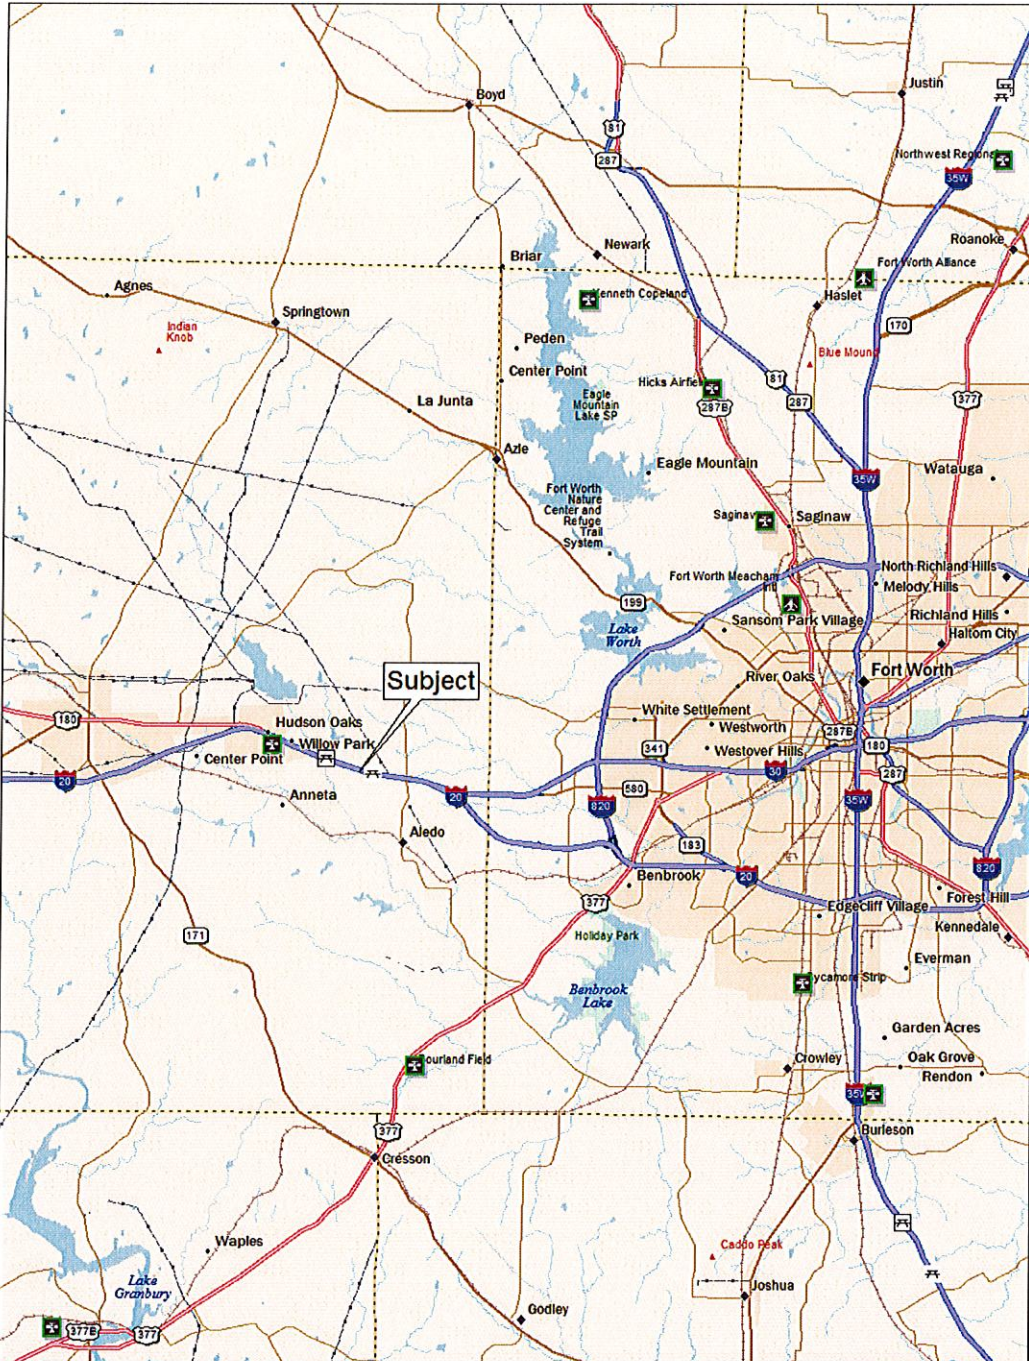 Justin
Boyd
81
287
Northwest Regional
35W
Roanoke
Newark
Briar
Fort Worth Alliance
Agnes
Kenneth Copeland
Haslet
Springtown
170
Indian
Knob
Peden
Blue Mound
Center Point
81
Hicks Airfield
287
377
287B
La Junta
Eagle
Mountain
Lake SP
Azle
Eagle Mountain
Watauga
35W
Fort Worth
Nature
Center and
Refuge
Trail
System
Saginaw
Saginaw
North Richland Hills
Fort Worth Meacham
Intl
Melody Hills
199
Richland Hills
Sansom Park Village
Lake
Worth
Haltom City
Subject
Fort Worth
River Oaks
180
White Settlement
Hudson Oaks
Westworth
287B
Willow Park
341
Westover Hills
180
Center Point
20
30
287
580
Anneta
20
820
35W
Aledo
183
820
Benbrook
20
377
Forest Hill
Edgecliff Village
171
Holiday Park
Kennedale
Everman
Sycamore Strip
Benbrook
Lake
Garden Acres
Bourland Field
Crowley
Oak Grove
Rendon
35W
377
Burleson
Cresson
Waples
Caddo Peak
Lake
Granbury
Joshua
Godley
377B
377